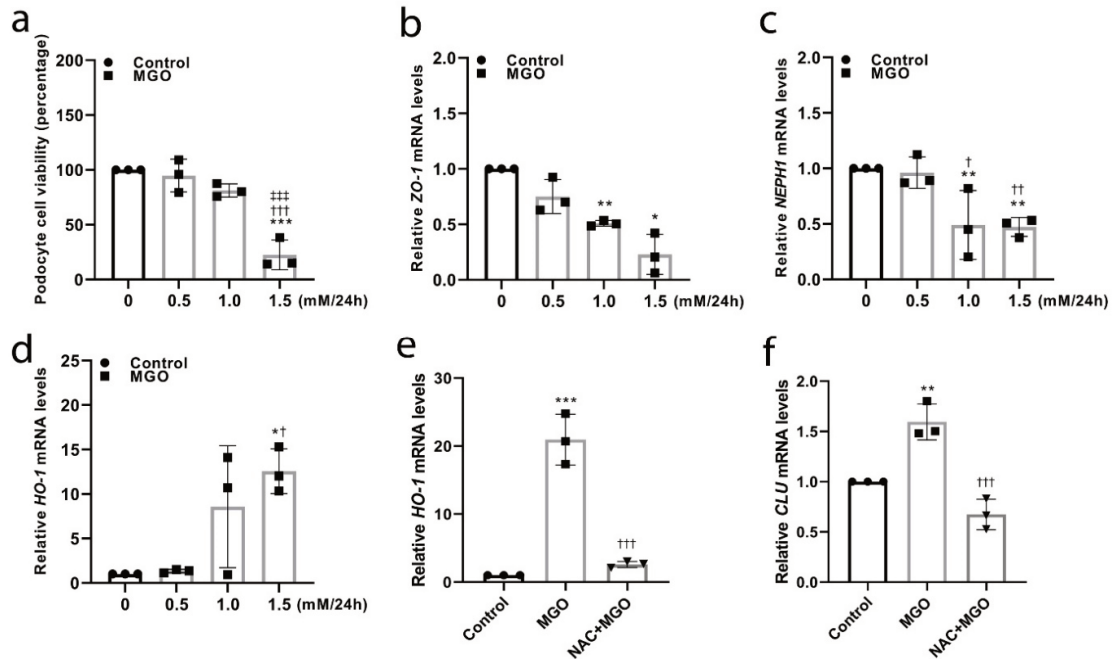 a
Podocyte cell viability (percentage)
200
150
100
50
0
Control
MGO
‡‡‡
†††
***
0 0.5 1.0 1.5 (mM/24h)
b
Relative ZO-1 mRNA levels
2.0
1.5
1.0
0.5
0.0
Control
MGO
**
*
0 0.5 1.0 1.5 (mM/24h)
c
Relative NEPH1 mRNA levels
2.0
1.5
1.0
0.5
0.0
Control
MGO
†
**
††
**
0 0.5 1.0 1.5 (mM/24h)
d
Relative HO-1 mRNA levels
25
20
15
10
5
0
Control
MGO
*†
0 0.5 1.0 1.5 (mM/24h)
e
Relative HO-1 mRNA levels
30
20
10
0
***
†††
Control
MGO
NAC+MGO
f
Relative CLU mRNA levels
2.0
1.5
1.0
0.5
0.0
**
†††
Control
MGO
NAC+MGO